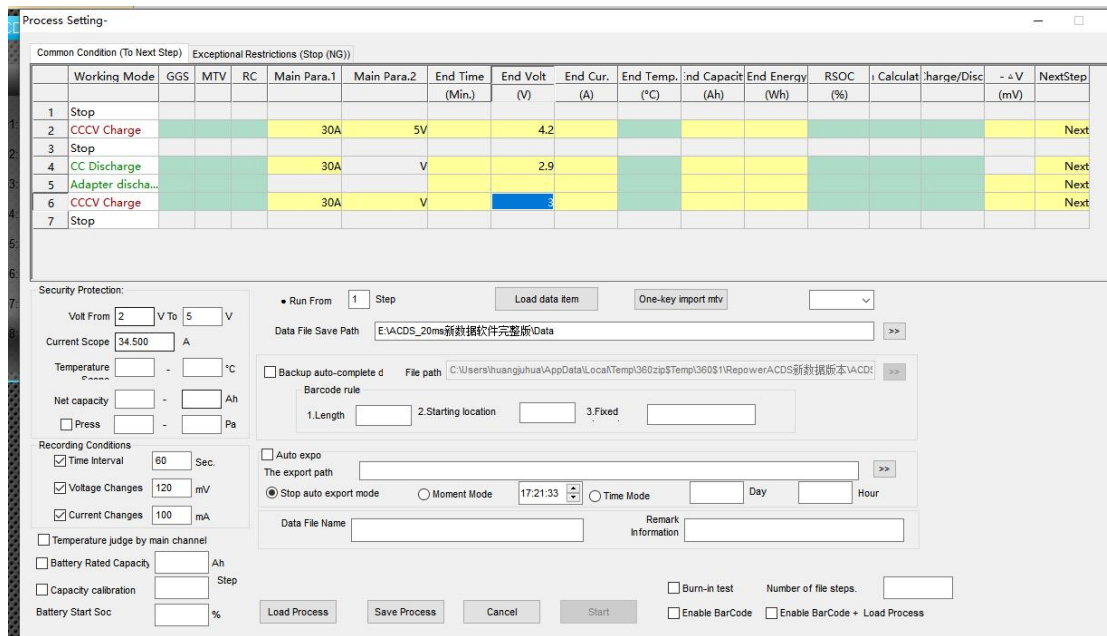 Process Setting-
Common Condition (To Next Step) Exceptional Restrictions (Stop (NG))
Working Mode GGS MTV RC Main Para.1 Main Para.2 End Time End Volt End Cur. End Temp. End Capacit End Energy RSOC Calculat harge/Disc - △V NextStep
(Min.) (V) (A) (°C) (Ah) (Wh) (%) (mV)
1 Stop
2 CCCV Charge 30A 5V 4.2 Next
3 Stop
4 CC Discharge 30A V 2.9 Next
5 Adapter discha... Next
6 CCCV Charge 30A V 3 Next
7 Stop
Security Protection:
Volt From 2 V To 5 V
Current Scope 34.500 A
Temperature - °C
Net capacity - Ah
Press - Pa
Recording Conditions
Time Interval 60 Sec.
Voltage Changes 120 mV
Current Changes 100 mA
Temperature judge by main channel
Battery Rated Capacity Ah
Capacity calibration Step
Battery Start Soc %
Run From 1 Step Load data item One-key import mtv
Data File Save Path E:\ACDS_20ms新数据软件完整版\Data >>
Backup auto-complete d File path C:\Users\huangjuhua\AppData\Local\Temp\360zip$Temp\360$1\RepowerACDS新数据版本\ACDS >>
Barcode rule
1.Length 2.Starting location 3.Fixed
Auto expo
The export path >>
Stop auto export mode Moment Mode 17:21:33 Time Mode Day Hour
Data File Name Remark Information
Burn-in test Number of file steps.
Load Process Save Process Cancel Start Enable BarCode Enable BarCode + Load Process